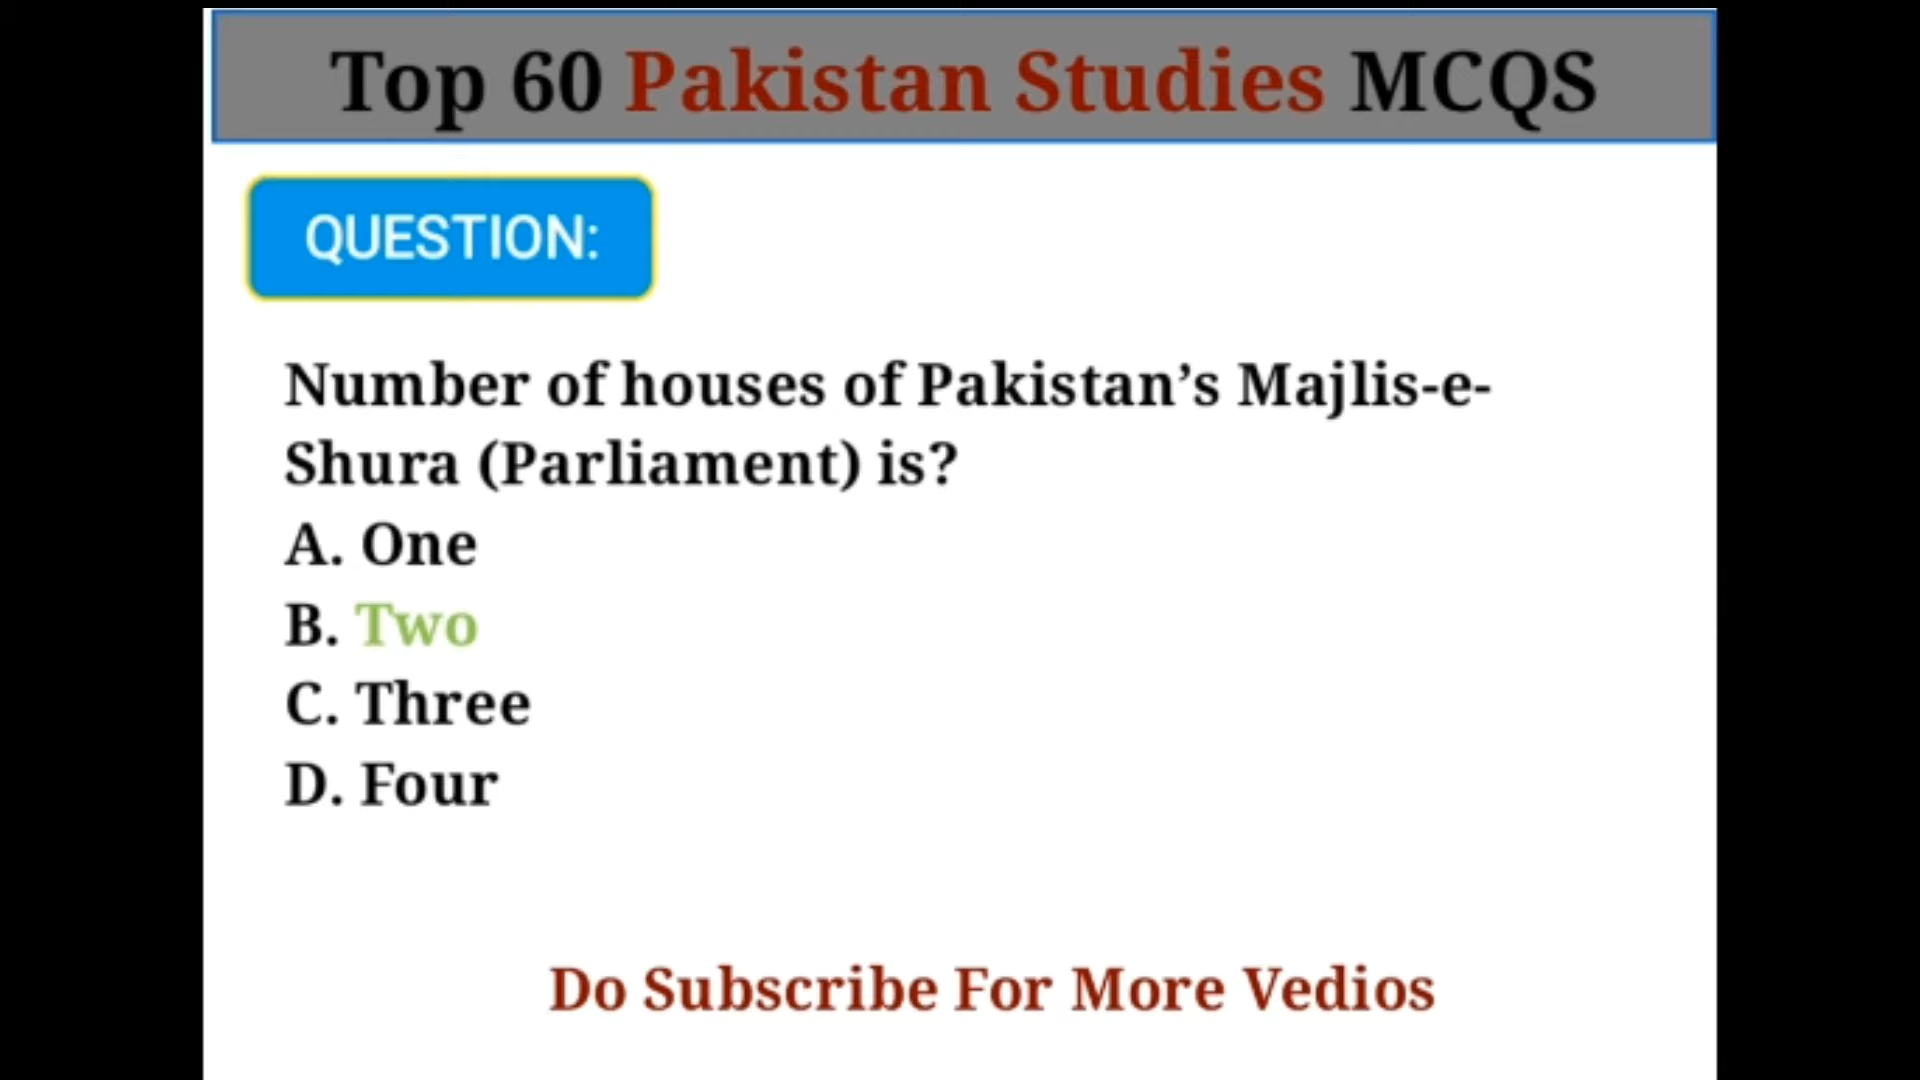 Top 60 Pakistan Studies MCQS
QUESTION:
Number of houses of Pakistan’s Majlis-e-
Shura (Parliament) is?
A. One
B. Two
C. Three
D. Four
Do Subscribe For More Vedios